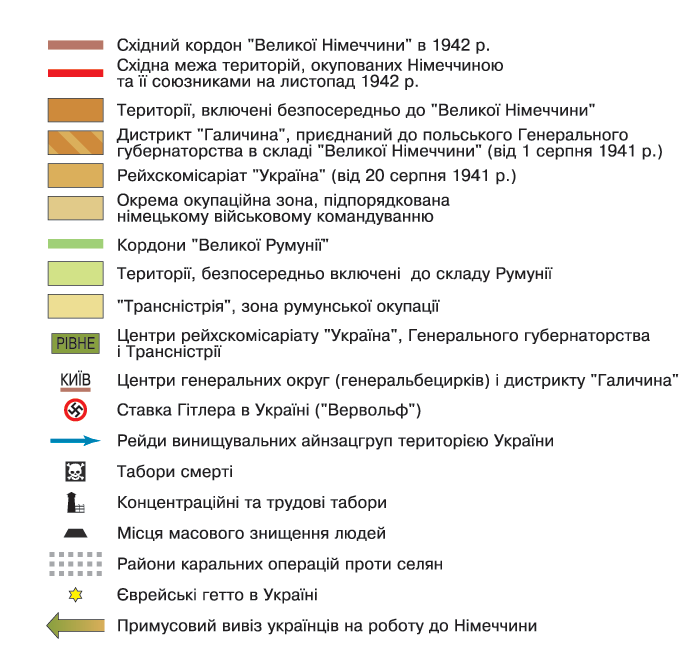 Східний кордон "Великої Німеччини" в 1942 р.
Східна межа територій, окупованих Німеччиною
та її союзниками на листопад 1942 р.
Території, включені безпосередньо до "Великої Німеччини"
Дистрикт "Галичина", приєднаний до польського Генерального
губернаторства в складі "Великої Німеччини" (від 1 серпня 1941 р.)
Рейхскомісаріат "Україна" (від 20 серпня 1941 р.)
Окрема окупаційна зона, підпорядкована
німецькому військовому командуванню
Кордони "Великої Румунії"
Території, безпосередньо включені до складу Румунії
"Трансністрія", зона румунської окупації
РІВНЕ
Центри рейхскомісаріату "Україна", Генерального губернаторства
і Трансністрії
КИЇВ
Центри генеральних округ (генеральбецирків) і дистрикту "Галичина"
Ставка Гітлера в Україні ("Вервольф")
Рейди винищувальних айнзацгруп територією України
Табори смерті
Концентраційні та трудові табори
Місця масового знищення людей
Райони каральних операцій проти селян
Єврейські гетто в Україні
Примусовий вивіз українців на роботу до Німеччини